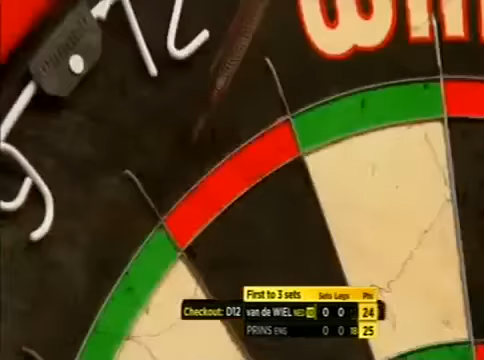 Win
12
9
First to 3 sets Sets Legs Pts
Checkout: D12 van de WIEL NED 0 0 24
PRINS ENG 0 0 18 25